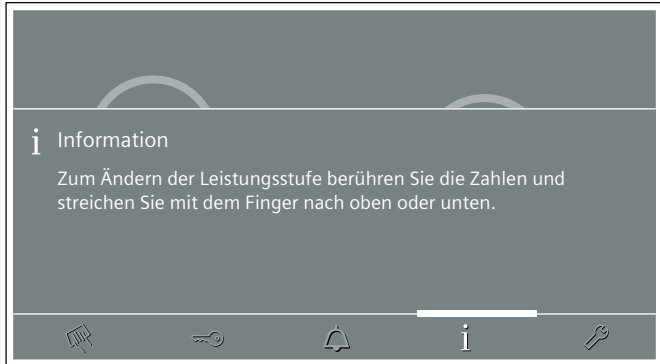 i Information
Zum Ändern der Leistungsstufe berühren Sie die Zahlen und
streichen Sie mit dem Finger nach oben oder unten.
i